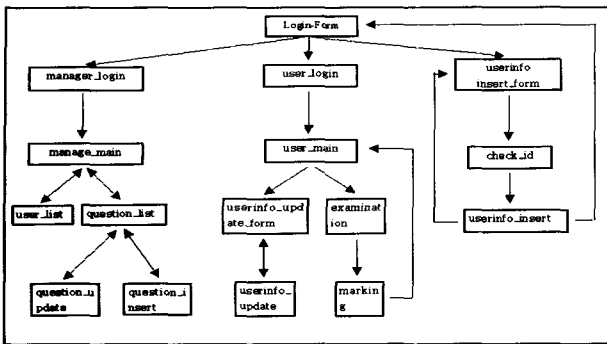 Login-Form
manager_login
user_login
userinfo
insert_form
manage_main
user_main
check_id
user_list
question_list
userinfo_upd
ate_form
examinat
ion
userinfo_insert
question_u
pdate
question_i
nsert
userinfo_
update
markin
g